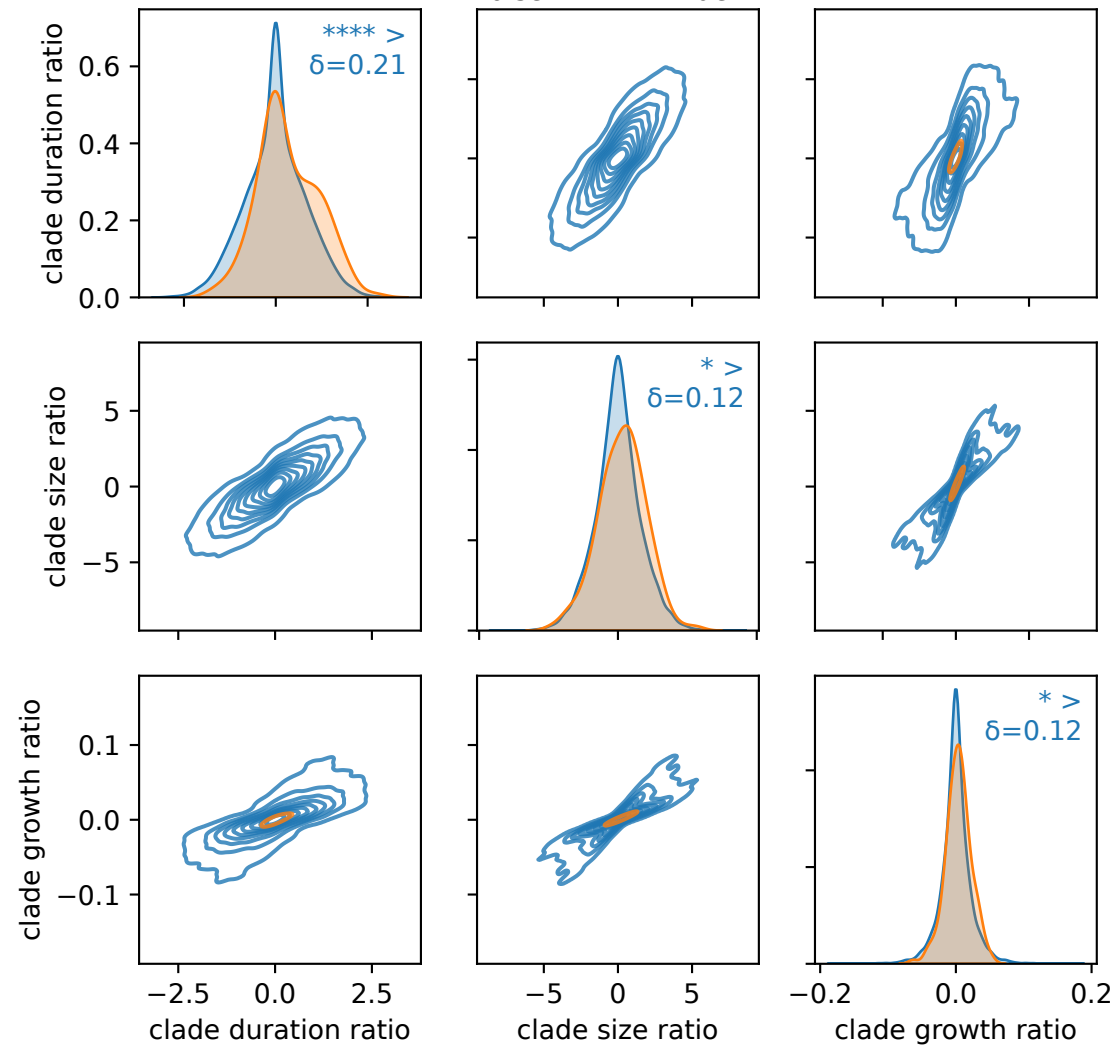 clade duration ratio
0.6
0.4
0.2
0.0
**** >
δ=0.21
clade size ratio
5
0
−5
* >
δ=0.12
clade growth ratio
0.1
0.0
−0.1
* >
δ=0.12
−2.5 0.0 2.5
−5 0 5
−0.2 0.0 0.2
clade duration ratio
clade size ratio
clade growth ratio